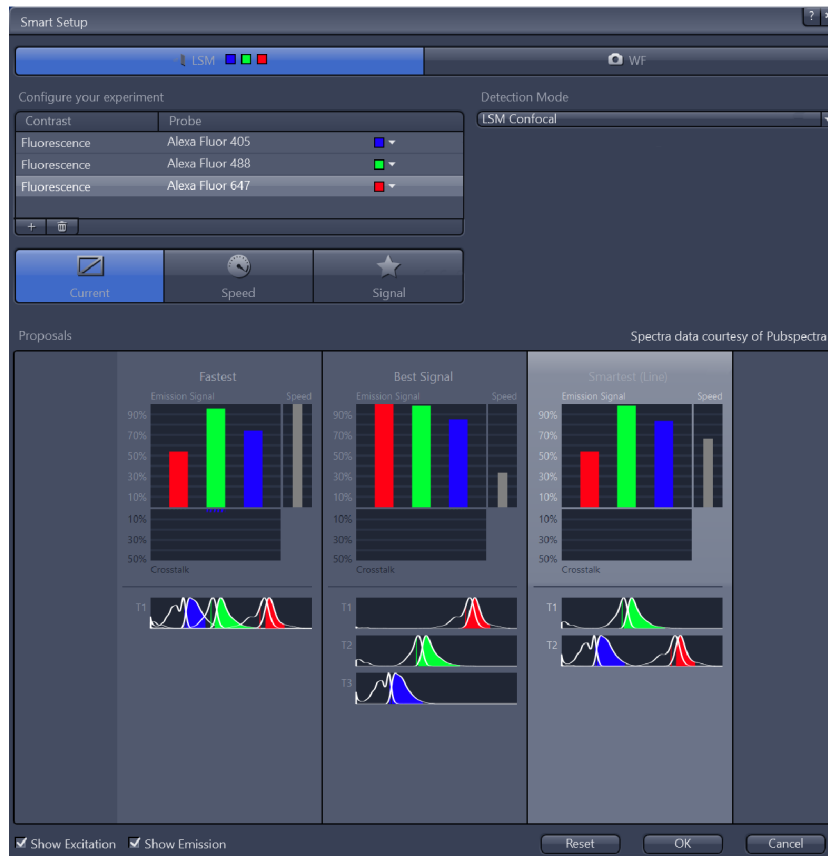 Smart Setup ?
LSM WF
Configure your experiment Detection Mode
Contrast Probe LSM Confocal
Fluorescence Alexa Fluor 405
Fluorescence Alexa Fluor 488
Fluorescence Alexa Fluor 647
+
Current Speed Signal
Proposals Spectra data courtesy of Pubspectra
Fastest Best Signal Smartest (Line)
Emission Signal Speed Emission Signal Speed Emission Signal Speed
90% 90% 90%
70% 70% 70%
50% 50% 50%
30% 30% 30%
10% 10% 10%
10% 10% 10%
30% 30% 30%
50% 50% 50%
Crosstalk Crosstalk Crosstalk
T1 T1 T1
T2 T2
T3
Show Excitation Show Emission Reset OK Cancel